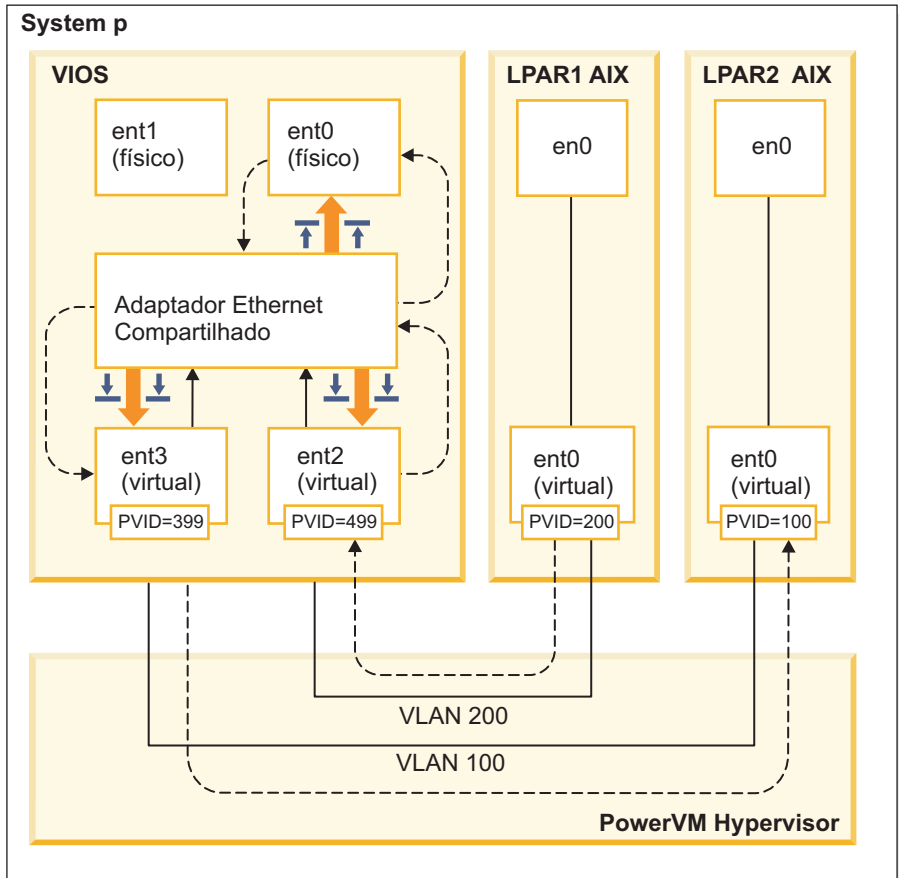 System p
VIOS
ent1
(físico)
ent0
(físico)
Adaptador Ethernet
Compartilhado
ent3
(virtual)
PVID=399
ent2
(virtual)
PVID=499
LPAR1 AIX
en0
ent0
(virtual)
PVID=200
LPAR2 AIX
en0
ent0
(virtual)
PVID=100
VLAN 200
VLAN 100
PowerVM Hypervisor